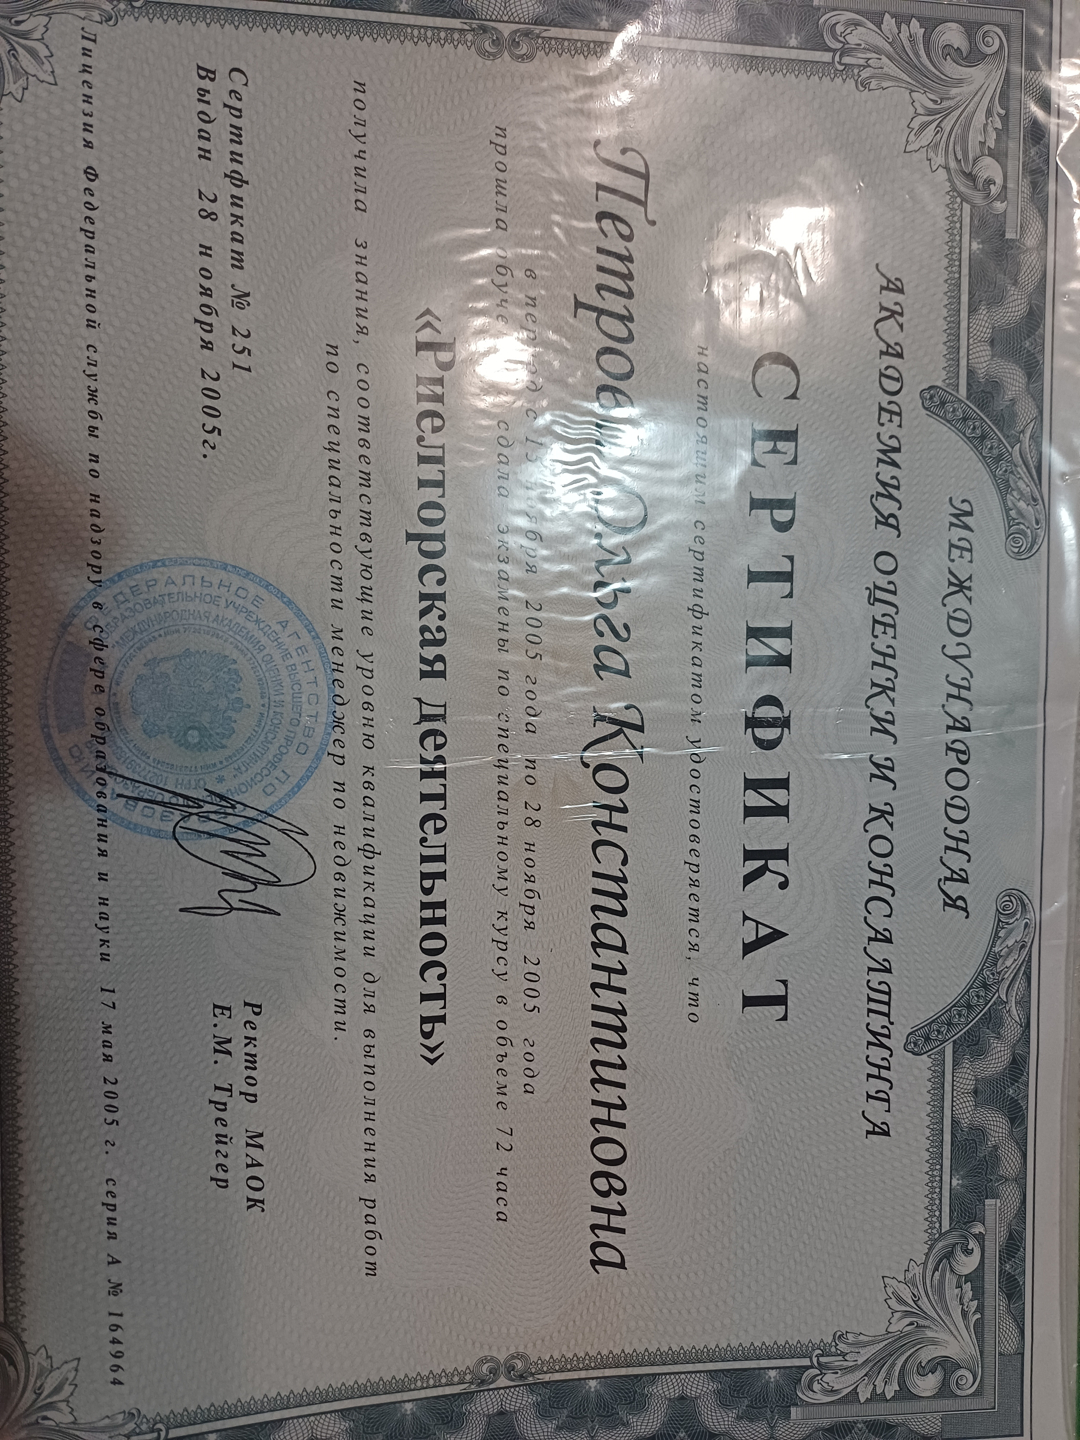 МЕЖДУНАРОДНАЯ
АКАДЕМИЯ ОЦЕНКИ И КОНСАЛТИНГА
СЕРТИФИКАТ
настоящим сертификатом удостоверяется, что
Ольга Константиновна
в период с ноября 2005 года по 28 ноября 2005 года
прошла сдала экзамены по специальному курсу в объеме 72 часа
«Риелторская деятельность»
получила знания, соответствующие уровню квалификации для выполнения работ
по специальности менеджер по недвижимости.
Сертификат № 251
Выдан 28 ноября 2005г.
Ректор МАОК
Е.М. Трейгер
Лицензия Федеральной службы по надзору в сфере образования и науки 17 мая 2005 г. серия А № 164964